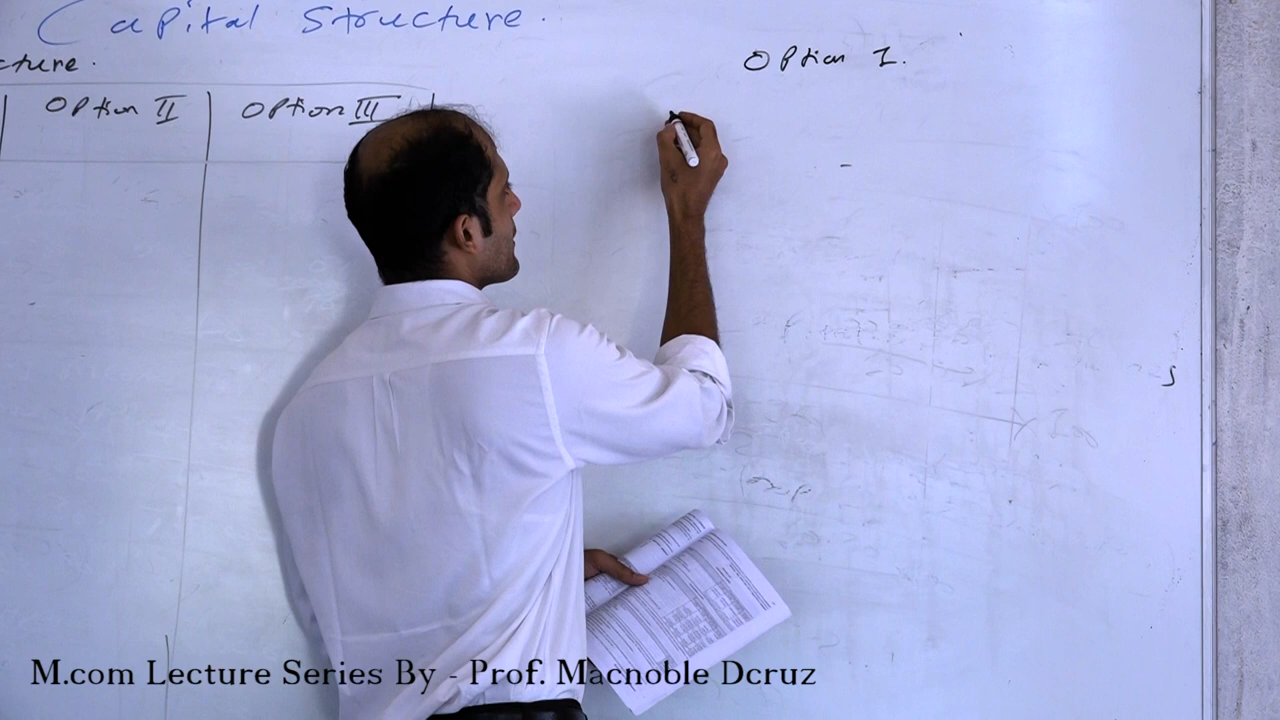 Capital Structure.
cture.
Option II Option III
Option I.
M.com Lecture Series By - Prof. Macnoble Dcruz